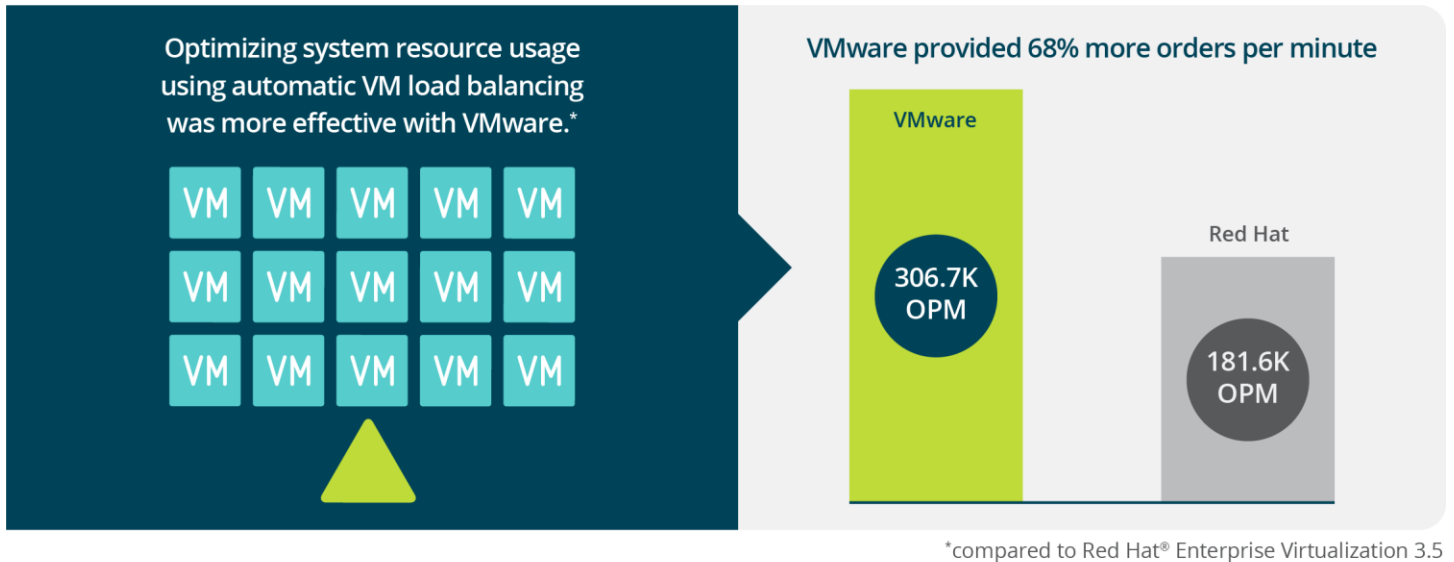 Optimizing system resource usage
using automatic VM load balancing
was more effective with VMware.*
VM VM VM VM VM
VM VM VM VM VM
VM VM VM VM VM
VMware provided 68% more orders per minute
VMware
306.7K
OPM
Red Hat
181.6K
OPM
*compared to Red Hat® Enterprise Virtualization 3.5